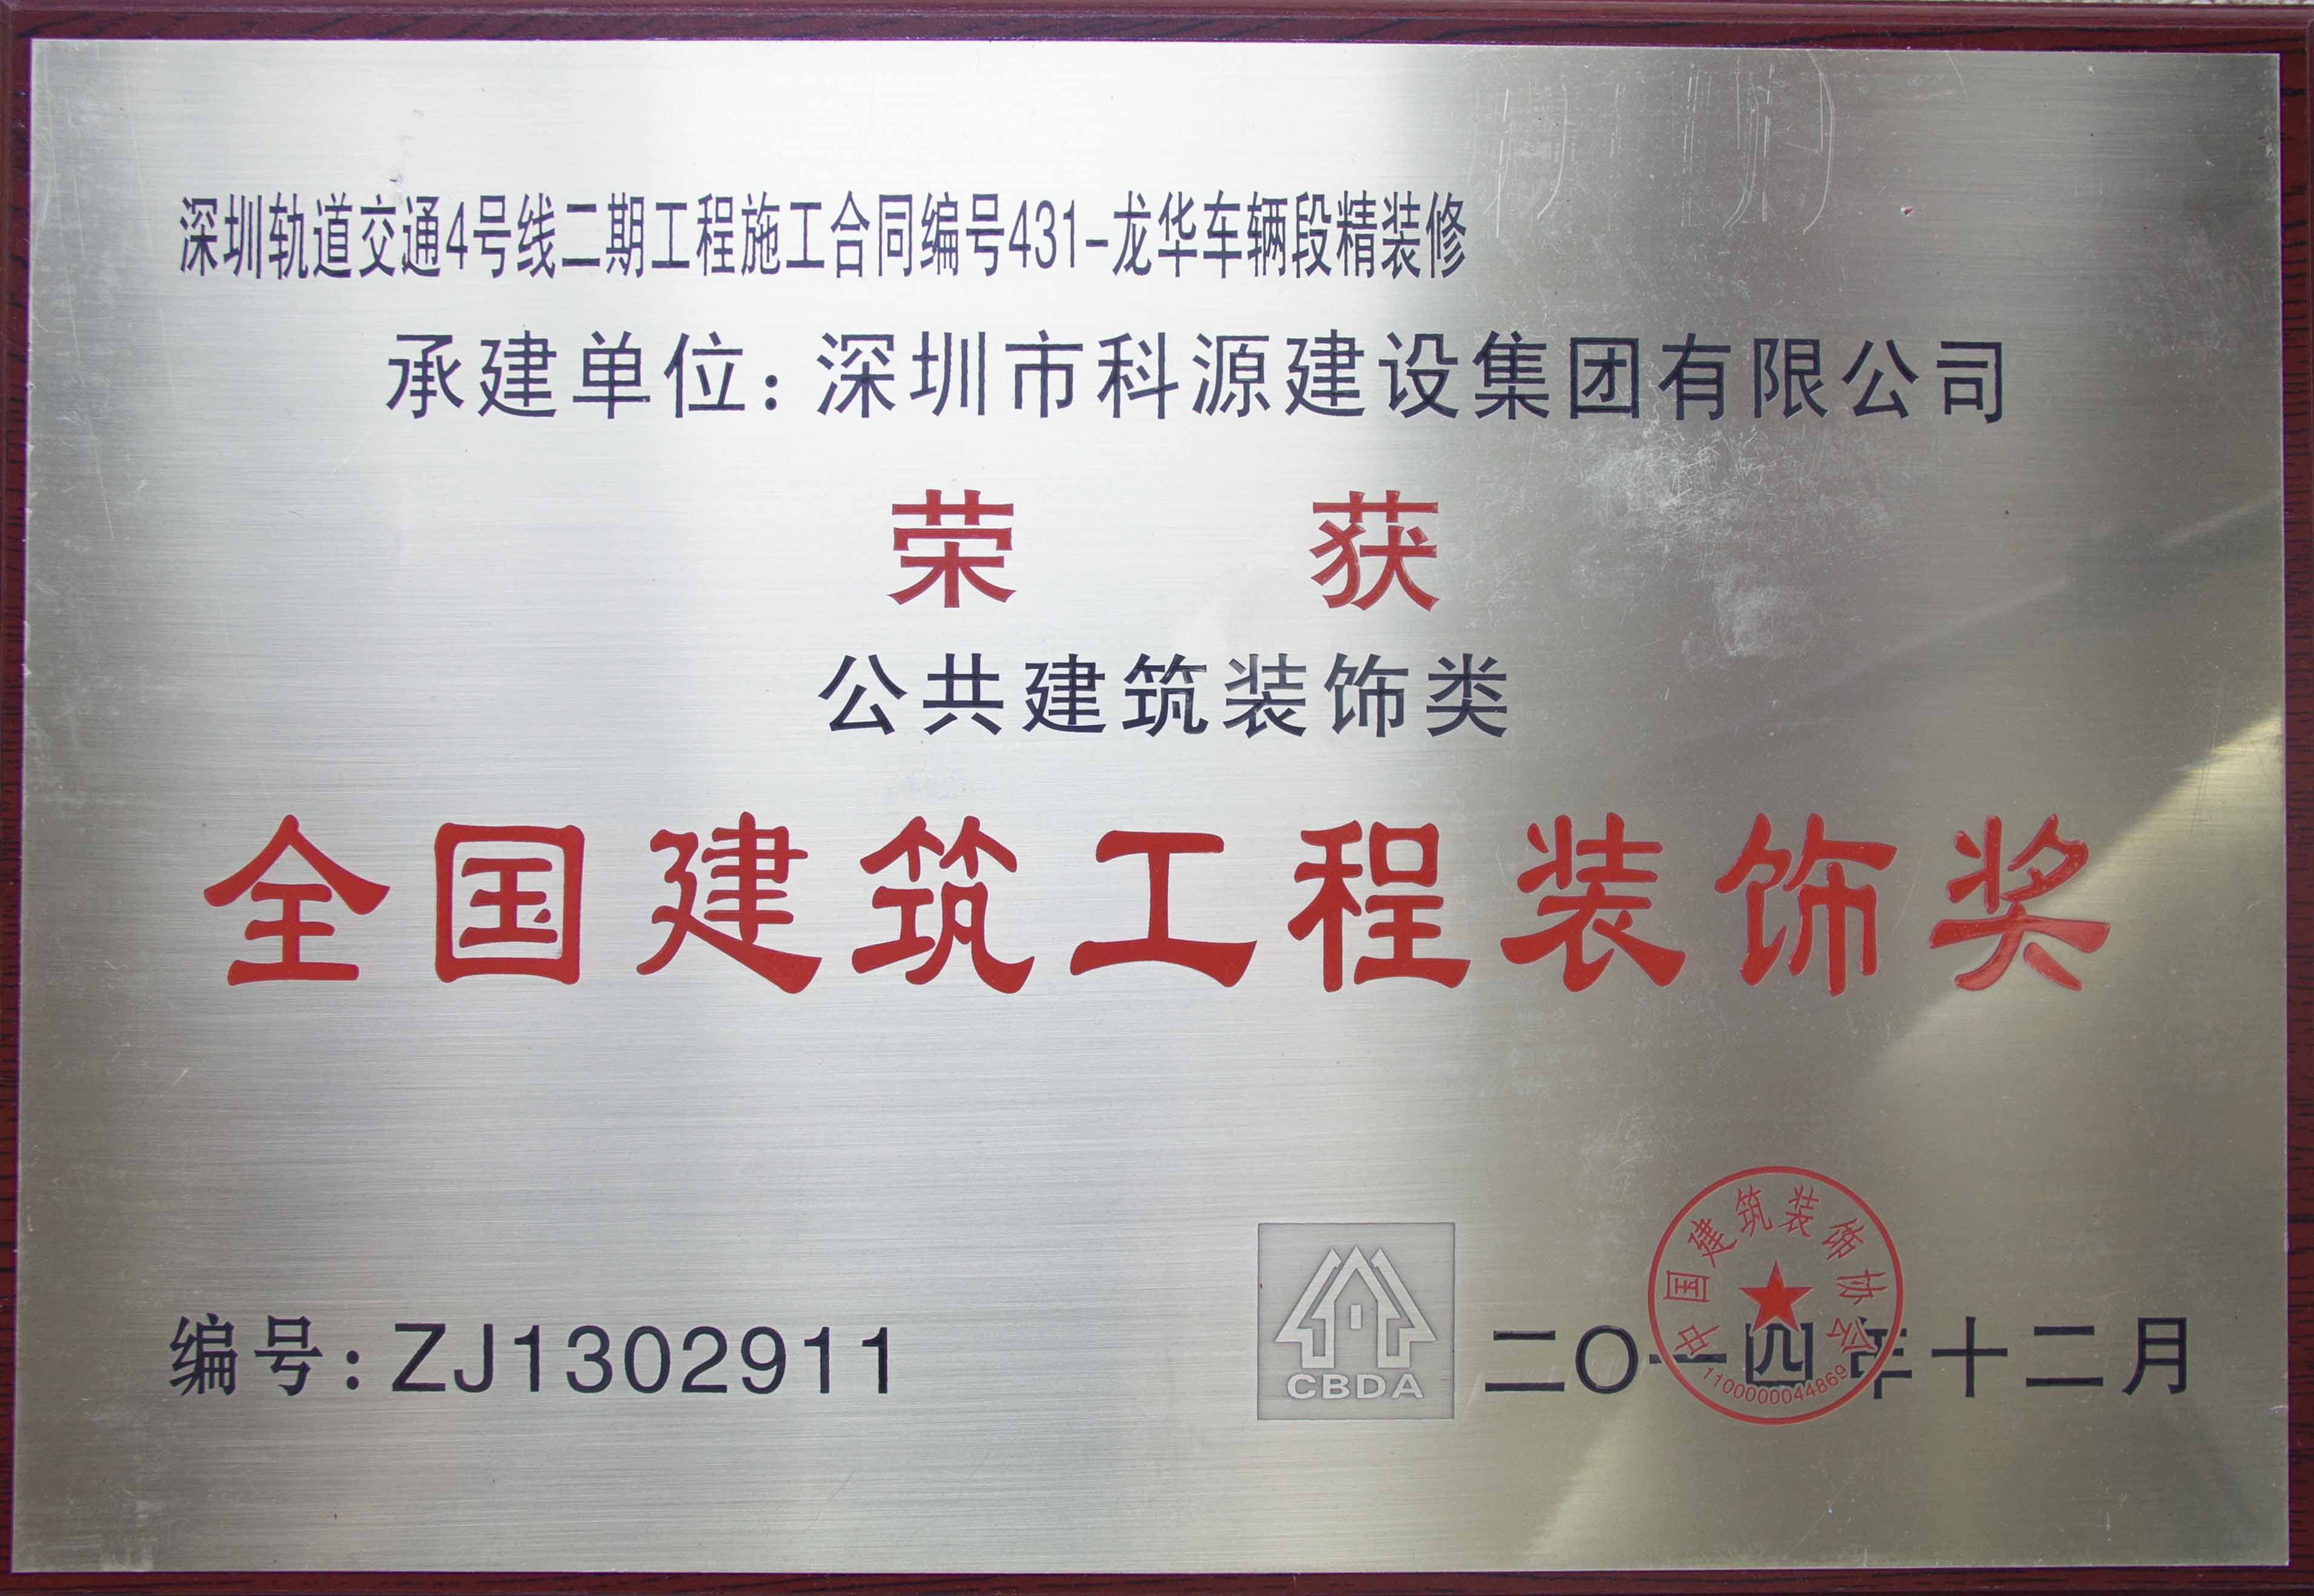 深圳轨道交通4号线二期工程施工合同编号431-龙华车辆段精装修
承建单位：深圳市科源建设集团有限公司
荣 获
公共建筑装饰类
全国建筑工程装饰奖
中国建筑装饰协会
1100000044869
编号：ZJ1302911
CBDA
二〇一四年十二月